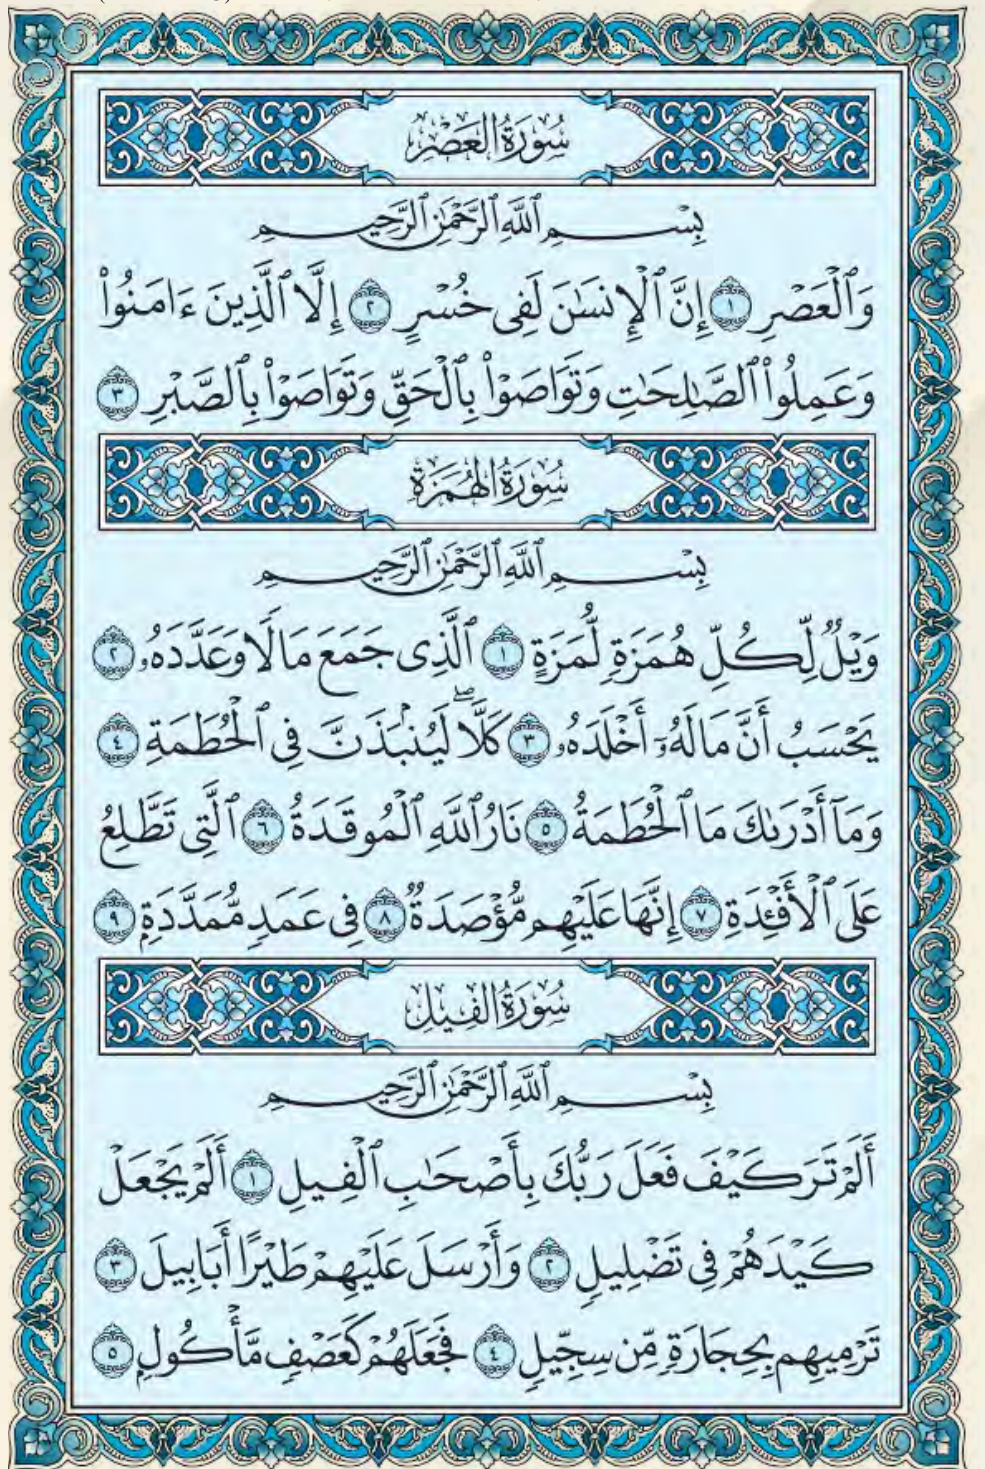 سُورَةُ العَصْرِ
بِسْمِ ٱللَّهِ ٱلرَّحْمَٰنِ ٱلرَّحِيمِ
وَٱلْعَصْرِ ١ إِنَّ ٱلْإِنسَٰنَ لَفِى خُسْرٍ ٢ إِلَّا ٱلَّذِينَ ءَامَنُوا۟
وَعَمِلُوا۟ ٱلصَّٰلِحَٰتِ وَتَوَاصَوْا۟ بِٱلْحَقِّ وَتَوَاصَوْا۟ بِٱلصَّبْرِ ٣
سُورَةُ الهُمَزَةِ
بِسْمِ ٱللَّهِ ٱلرَّحْمَٰنِ ٱلرَّحِيمِ
وَيْلٌ لِّكُلِّ هُمَزَةٍ لُّمَزَةٍ ١ ٱلَّذِى جَمَعَ مَالًا وَعَدَّدَهُۥ ٢
يَحْسَبُ أَنَّ مَالَهُۥٓ أَخْلَدَهُۥ ٣ كَلَّا ۖ لَيُنۢبَذَنَّ فِى ٱلْحُطَمَةِ ٤
وَمَآ أَدْرَىٰكَ مَا ٱلْحُطَمَةُ ٥ نَارُ ٱللَّهِ ٱلْمُوقَدَةُ ٦ ٱلَّتِى تَطَّلِعُ
عَلَى ٱلْأَفْـِٔدَةِ ٧ إِنَّهَا عَلَيْهِم مُّؤْصَدَةٌ ٨ فِى عَمَدٍ مُّمَدَّدَةٍۭ ٩
سُورَةُ الفِيلِ
بِسْمِ ٱللَّهِ ٱلرَّحْمَٰنِ ٱلرَّحِيمِ
أَلَمْ تَرَ كَيْفَ فَعَلَ رَبُّكَ بِأَصْحَٰبِ ٱلْفِيلِ ١ أَلَمْ يَجْعَلْ
كَيْدَهُمْ فِى تَضْلِيلٍ ٢ وَأَرْسَلَ عَلَيْهِمْ طَيْرًا أَبَابِيلَ ٣
تَرْمِيهِم بِحِجَارَةٍ مِّن سِجِّيلٍ ٤ فَجَعَلَهُمْ كَعَصْفٍ مَّأْكُولٍۭ ٥